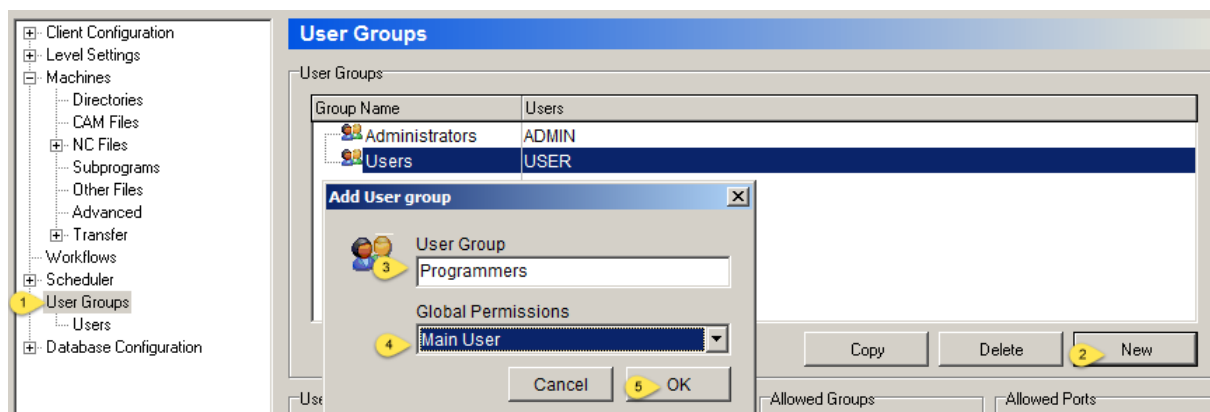 Client Configuration
Level Settings
Machines
Directories
CAM Files
NC Files
Subprograms
Other Files
Advanced
Transfer
Workflows
Scheduler
1 User Groups
Users
Database Configuration
User Groups
User Groups
Group Name Users
Administrators ADMIN
Users USER
Add User group
User Group
3 Programmers
Global Permissions
4 Main User
Cancel 5 OK
Copy Delete 2 New
Allowed Groups Allowed Ports